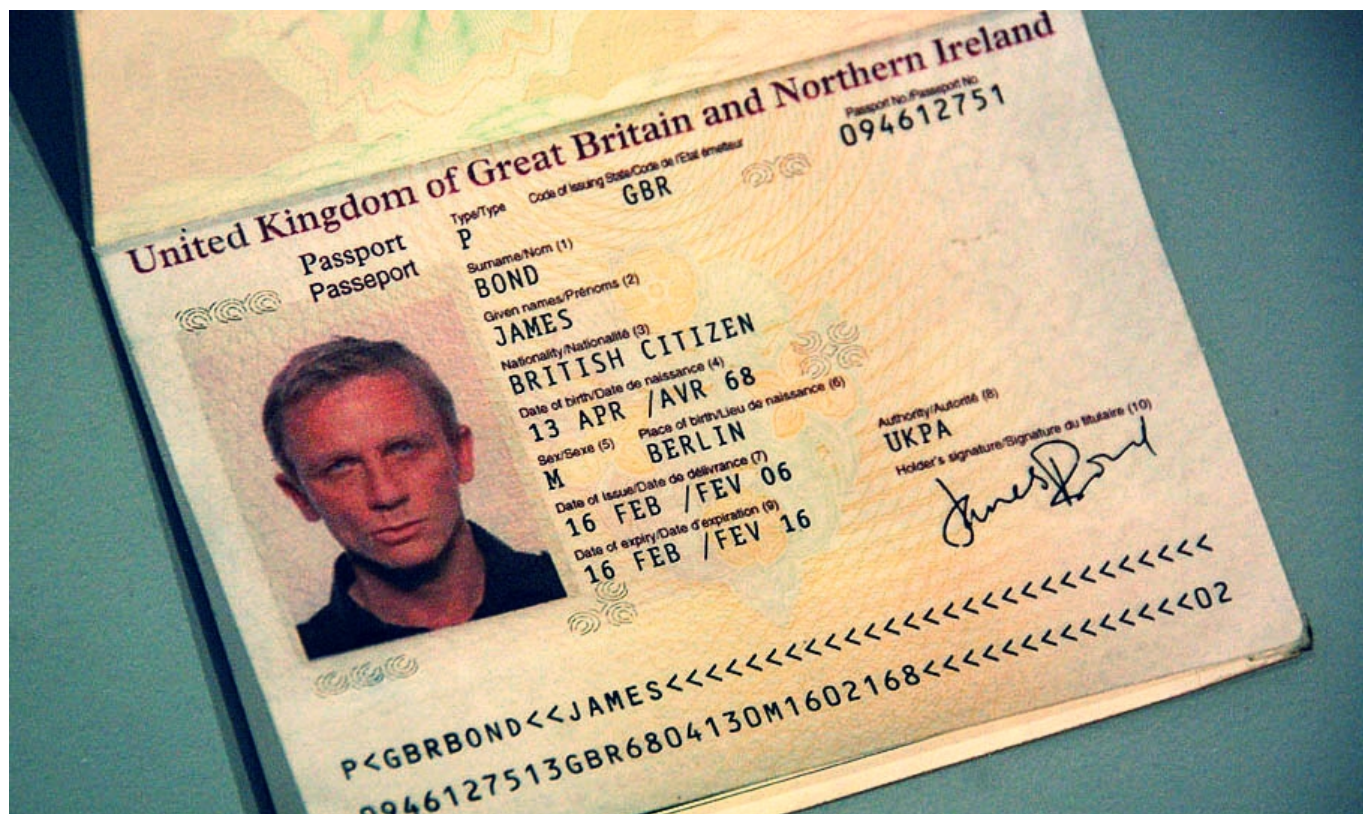 United Kingdom of Great Britain and Northern Ireland
Passport
Passeport
Type/Type Code of Issuing State/Code de l'Etat émetteur Passport No./Passeport No.
P GBR 094612751
Surname/Nom (1)
BOND
Given names/Prénoms (2)
JAMES
Nationality/Nationalité (3)
BRITISH CITIZEN
Date of birth/Date de naissance (4)
13 APR /AVR 68
Sex/Sexe (5) Place of birth/Lieu de naissance (6) Authority/Autorité (8)
M BERLIN UKPA
Date of issue/Date de délivrance (7) Holder's signature/Signature du titulaire (10)
16 FEB /FEV 06 James Bond
Date of expiry/Date d'expiration (9)
16 FEB /FEV 16
P<GBRBOND<<JAMES<<<<<<<<<<<<<<<<<<<<<<<<<<<<
0946127513GBR6804130M1602168<<<<<<<<<<<<<<02